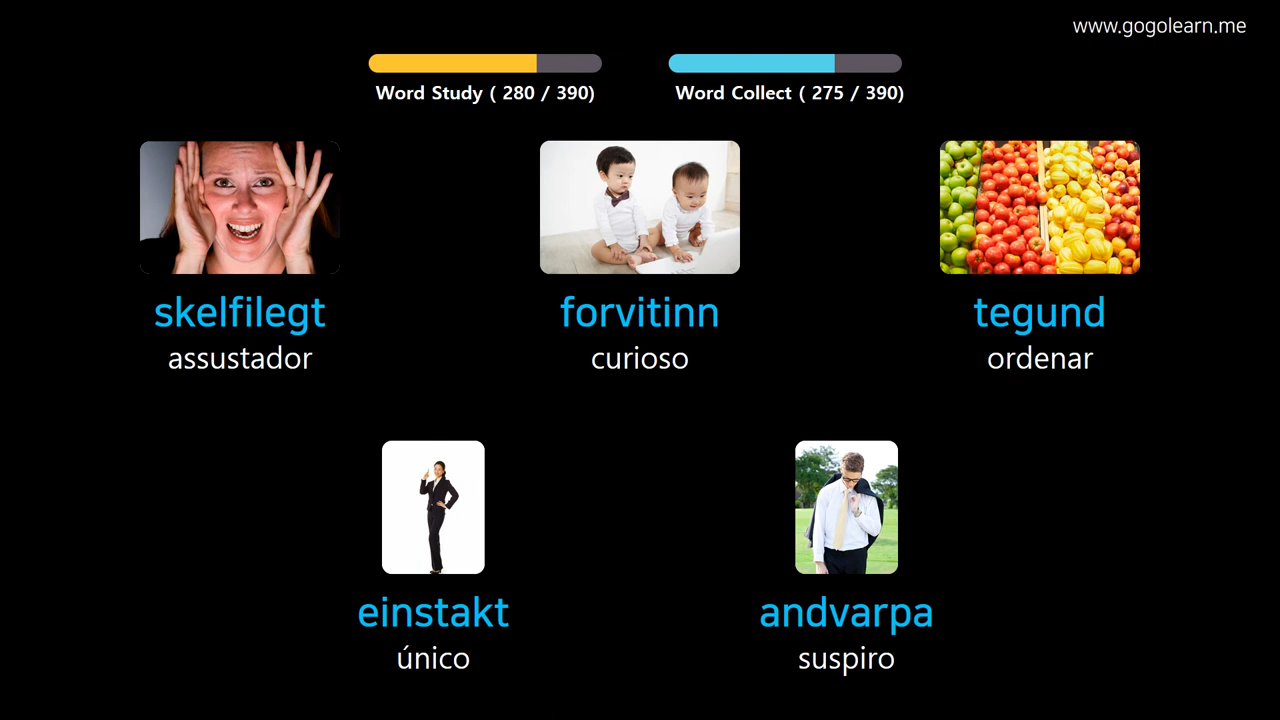 www.gogolearn.me
Word Study ( 280 / 390)
Word Collect ( 275 / 390)
skelfilegt
assustador
forvitinn
curioso
tegund
ordenar
einstakt
único
andvarpa
suspiro